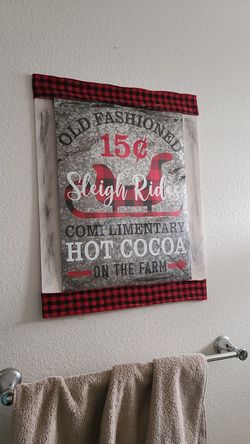 OLD FASHIONED
15¢
Sleigh Rides
COMPLIMENTARY
HOT COCOA
ON THE FARM